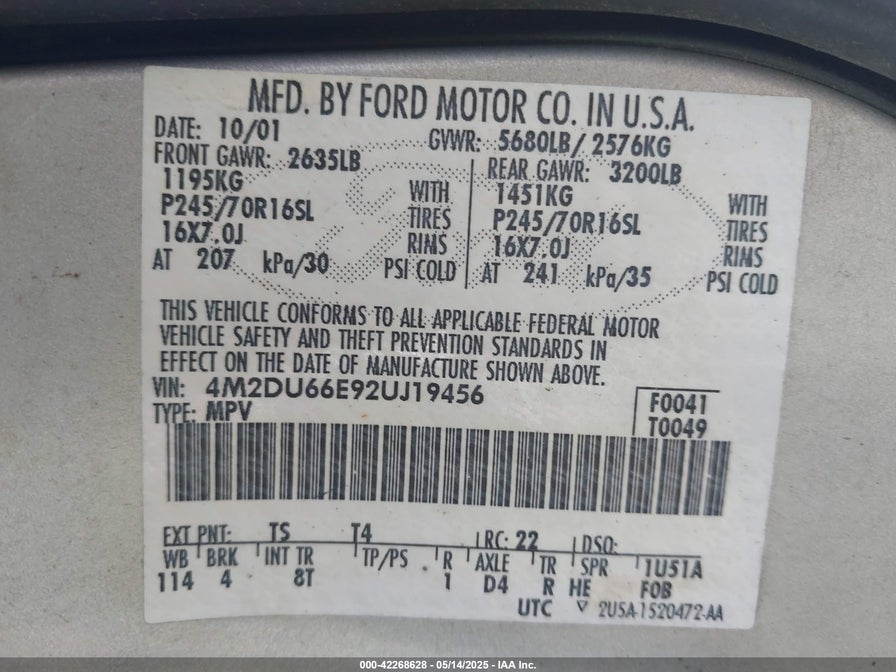 MFD. BY FORD MOTOR CO. IN U.S.A.
DATE: 10/01 GVWR: 5680LB/ 2576KG
FRONT GAWR: 2635LB REAR GAWR: 3200LB
1195KG WITH 1451KG WITH
P245/70R16SL TIRES P245/70R16SL TIRES
16X7.0J RIMS 16X7.0J RIMS
AT 207 kPa/30 PSI COLD AT 241 kPa/35 PSI COLD
THIS VEHICLE CONFORMS TO ALL APPLICABLE FEDERAL MOTOR
VEHICLE SAFETY AND THEFT PREVENTION STANDARDS IN
EFFECT ON THE DATE OF MANUFACTURE SHOWN ABOVE.
VIN: 4M2DU66E92UJ19456
TYPE: MPV
F0041
T0049
EXT PNT: TS T4 RC: 22 DSO:
WB BRK INT TR TP/PS R AXLE TR SPR 1U51A
114 4 8T 1 D4 R HE FOB
UTC ▽ 2U5A-1520472-AA
000-42268628 - 05/14/2025 - IAA Inc.